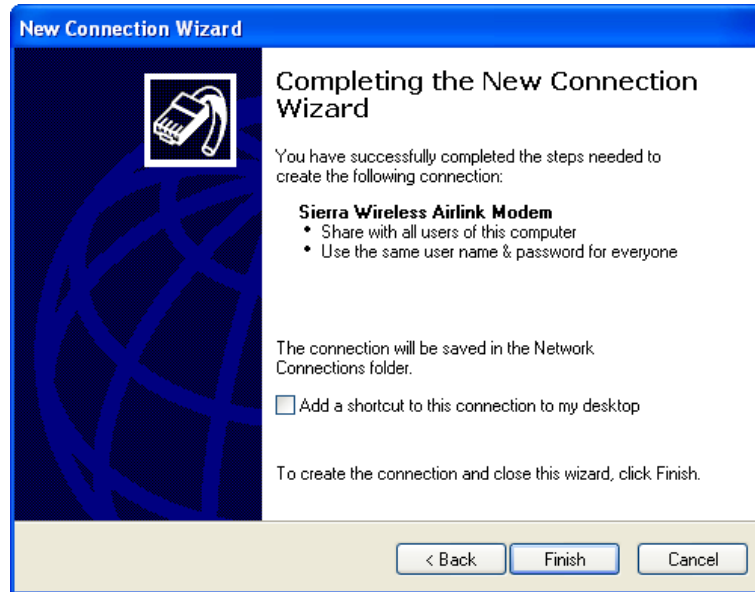 New Connection Wizard
Completing the New Connection
Wizard
You have successfully completed the steps needed to
create the following connection:
Sierra Wireless Airlink Modem
• Share with all users of this computer
• Use the same user name & password for everyone
The connection will be saved in the Network
Connections folder.
Add a shortcut to this connection to my desktop
To create the connection and close this wizard, click Finish.
< Back
Finish
Cancel